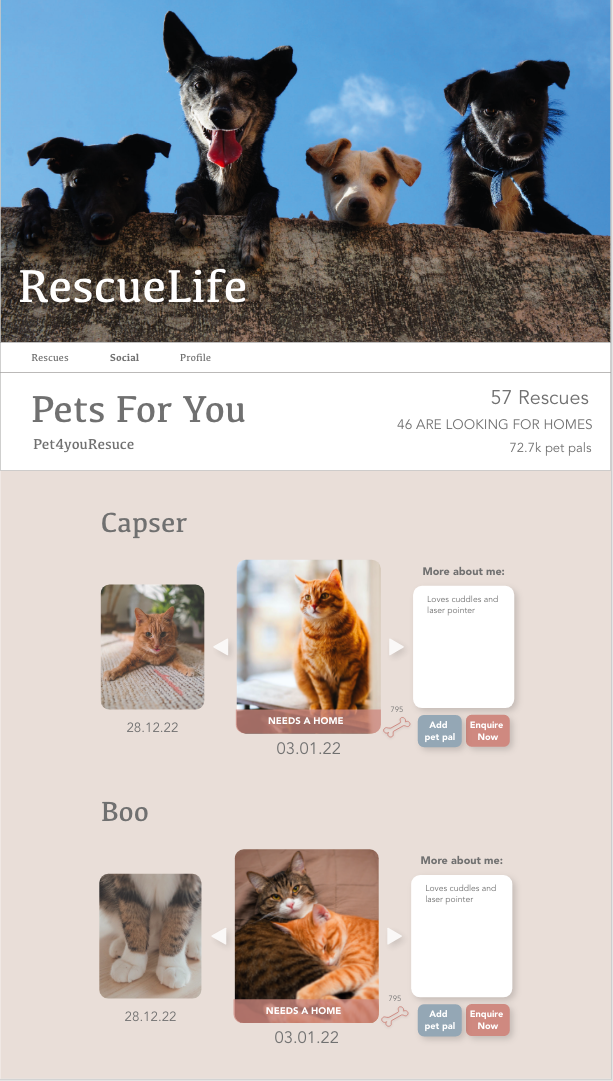 RescueLife
Rescues Social Profile
Pets For You
Pet4youResuce
57 Rescues
46 ARE LOOKING FOR HOMES
72.7k pet pals
Capser
28.12.22
NEEDS A HOME
03.01.22
795
More about me:
Loves cuddles and
laser pointer
Add
pet pal
Enquire
Now
Boo
28.12.22
NEEDS A HOME
03.01.22
795
More about me:
Loves cuddles and
laser pointer
Add
pet pal
Enquire
Now